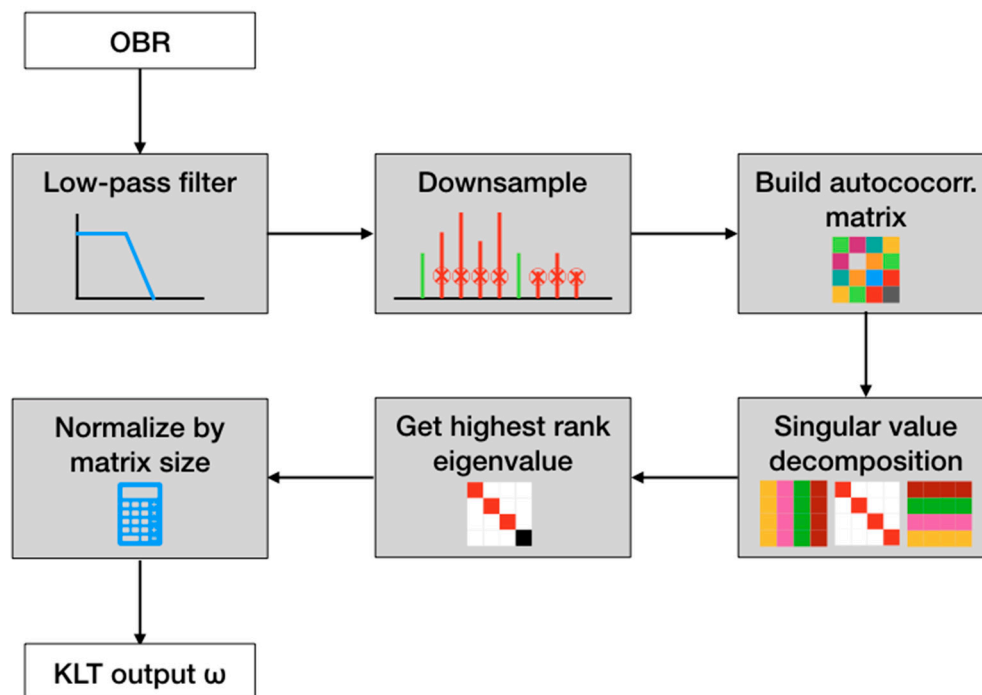 OBR
Low-pass filter
Downsample
Build autococorr.
matrix
Singular value
decomposition
Get highest rank
eigenvalue
Normalize by
matrix size
KLT output ω